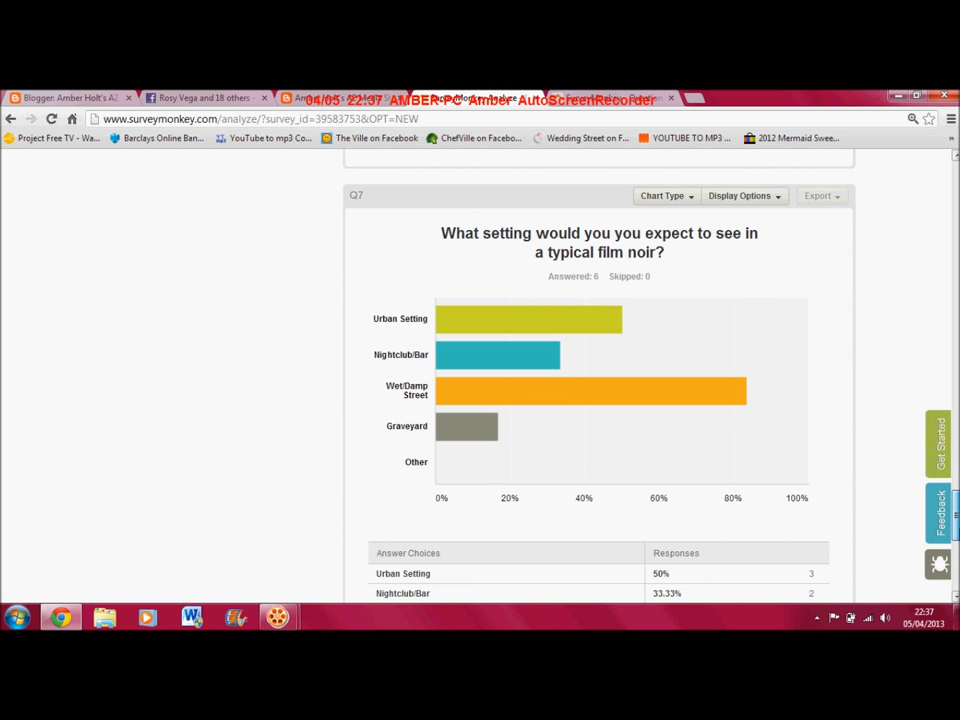 Blogger: Amber Holt's A2
Rosy Vega and 18 others
04/05 22:37 AMBER-PC Amber AutoScreenRecorder
www.surveymonkey.com/analyze/?survey_id=39583753&OPT=NEW
Project Free TV - Wa...
Barclays Online Ban...
YouTube to mp3 Co...
The Ville on Facebook
ChefVille on Facebo...
Wedding Street on F...
YOUTUBE TO MP3 ...
2012 Mermaid Swee...
Q7
Chart Type
Display Options
Export
What setting would you you expect to see in
a typical film noir?
Answered: 6 Skipped: 0
Urban Setting
Nightclub/Bar
Wet/Damp
Street
Graveyard
Other
0% 20% 40% 60% 80% 100%
Get Started
Feedback
Answer Choices Responses
Urban Setting 50% 3
Nightclub/Bar 33.33% 2
22:37
05/04/2013